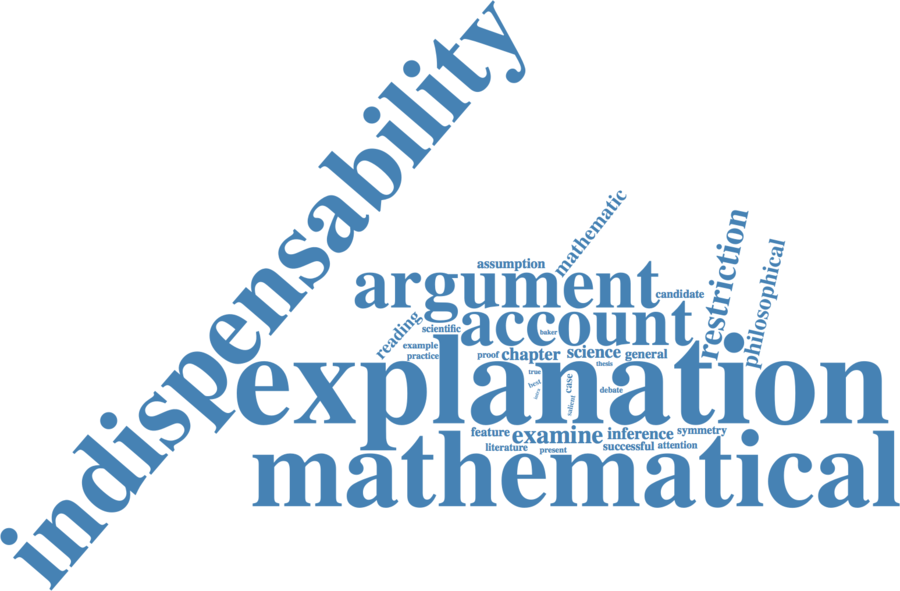 indispensability
mathematic
restriction
philosophical
assumption
argument
candidate
reading
scientific
account
baker
example
practice
proof
chapter
science
general
thesis
explanation
true
best
case
salient
debate
feature
examine
inference
symmetry
literature
present
successful
attention
mathematical